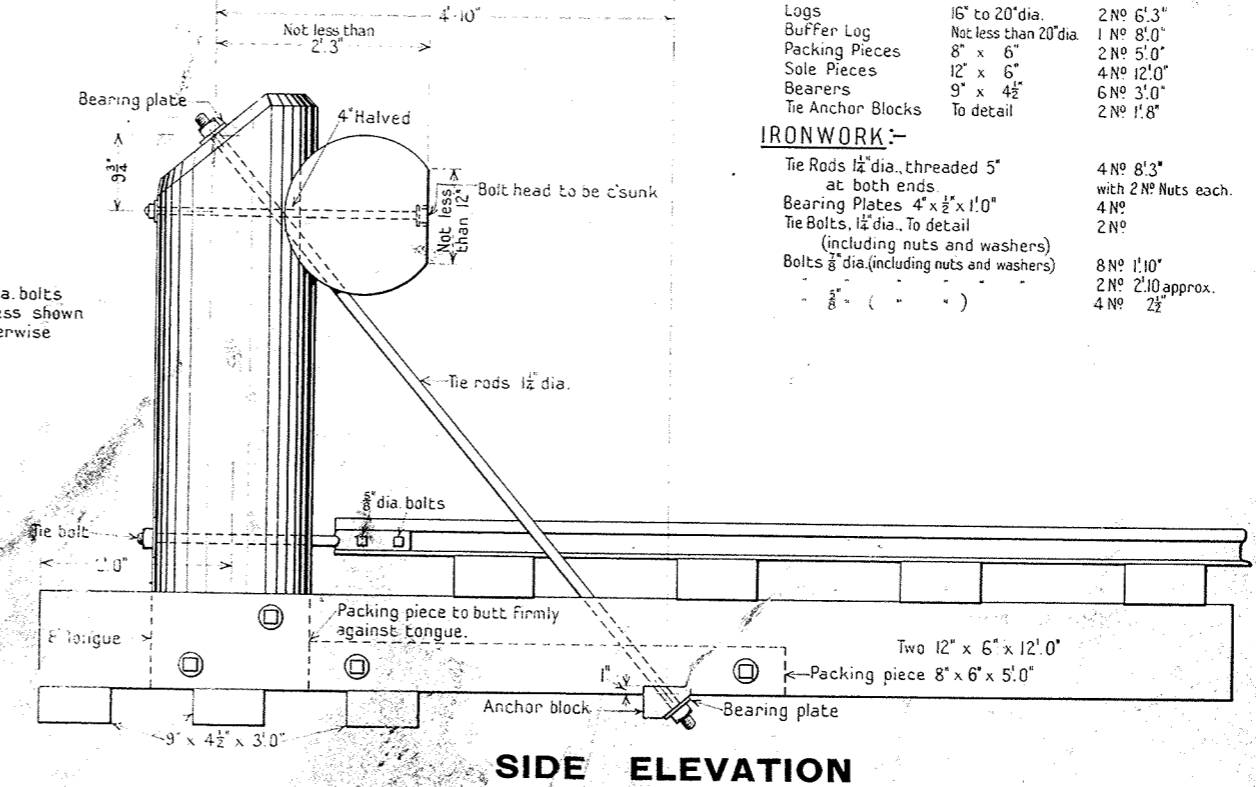 4'·10"
Not less than
2'.3"
Bearing plate
4" Halved
9¾"
Bolt head to be c'sunk
Not less
than 12"
a. bolts
ess shown
erwise
Tie rods 1¼" dia.
⅝" dia. bolts
Tie bolt
.0"
8" Tongue
Packing piece to butt firmly
against tongue.
Two 12" x 6" x 12'.0"
Packing piece 8" x 6" x 5'.0"
1"
Anchor block
Bearing plate
9" x 4½" x 3'.0"
SIDE ELEVATION
Logs 16" to 20" dia. 2 Nº 6'.3"
Buffer Log Not less than 20" dia. 1 Nº 8'.0"
Packing Pieces 8" x 6" 2 Nº 5'.0"
Sole Pieces 12" x 6" 4 Nº 12'.0"
Bearers 9" x 4½" 6 Nº 3'.0"
Tie Anchor Blocks To detail 2 Nº 1'.8"
IRONWORK:-
Tie Rods 1¼" dia., threaded 5" 4 Nº 8'.3"
at both ends. with 2 Nº Nuts each.
Bearing Plates 4" x ½" x 1'.0" 4 Nº
Tie Bolts, 1¼" dia., To detail 2 Nº
(including nuts and washers)
Bolts ⅞" dia. (including nuts and washers) 8 Nº 1'.10"
" " " " " " 2 Nº 2'.10 approx.
" ⅝" " ( " " ) 4 Nº 2½"